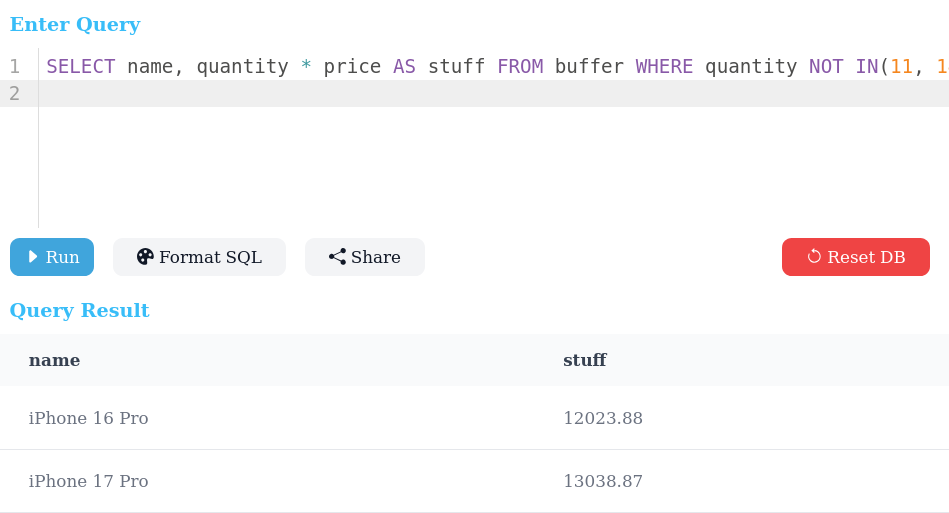 Enter Query
1 SELECT name, quantity * price AS stuff FROM buffer WHERE quantity NOT IN(11, 1
2
Run Format SQL Share Reset DB
Query Result
name stuff
iPhone 16 Pro 12023.88
iPhone 17 Pro 13038.87